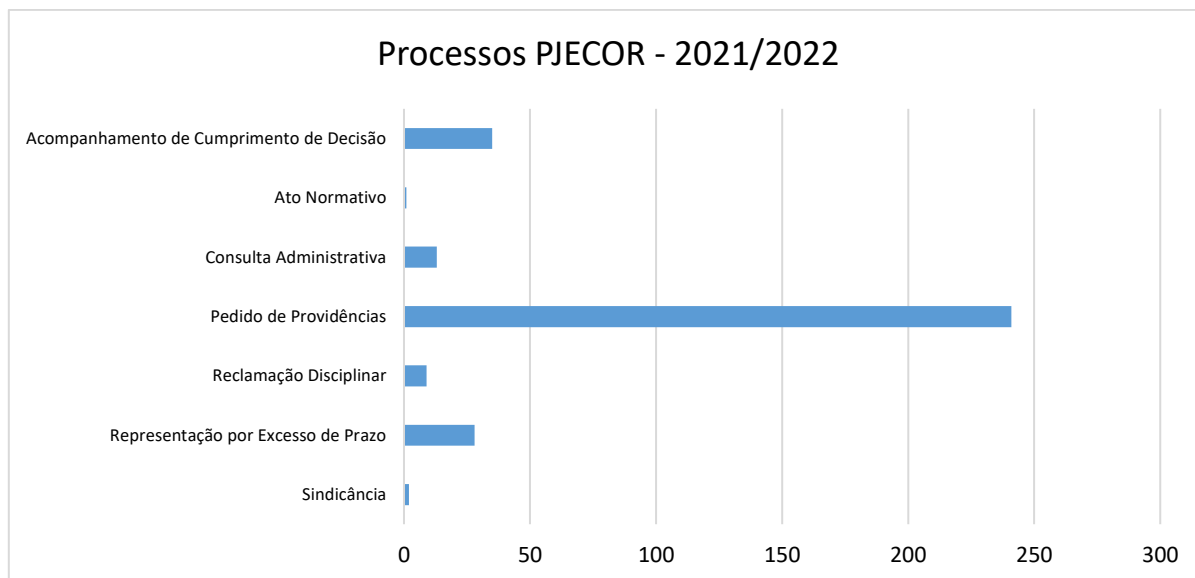 Processos PJECOR - 2021/2022
Acompanhamento de Cumprimento de Decisão
Ato Normativo
Consulta Administrativa
Pedido de Providências
Reclamação Disciplinar
Representação por Excesso de Prazo
Sindicância
0 50 100 150 200 250 300